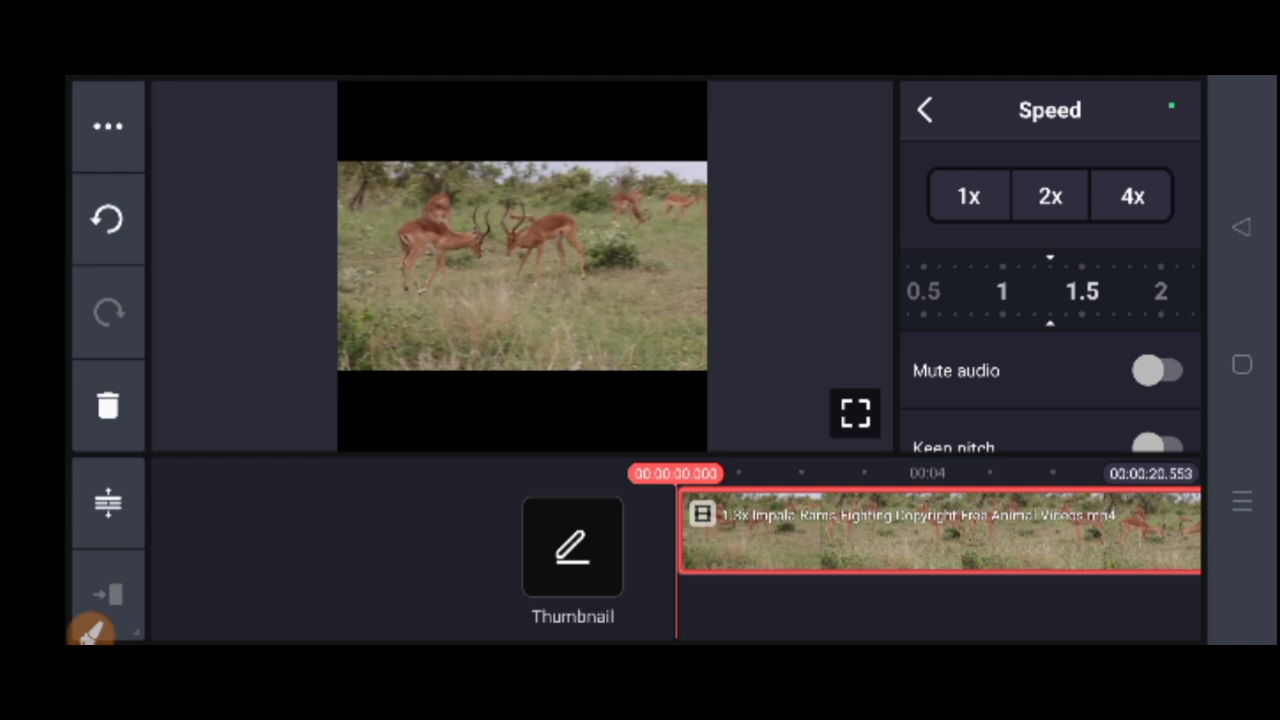 Speed
1x 2x 4x
0.5 1 1.5 2
Mute audio
Keep pitch
00:00:00.000 00:04 00:00:20.553
1.3x Impala Rams Fighting Copyright Free Animal Videos.mp4
Thumbnail